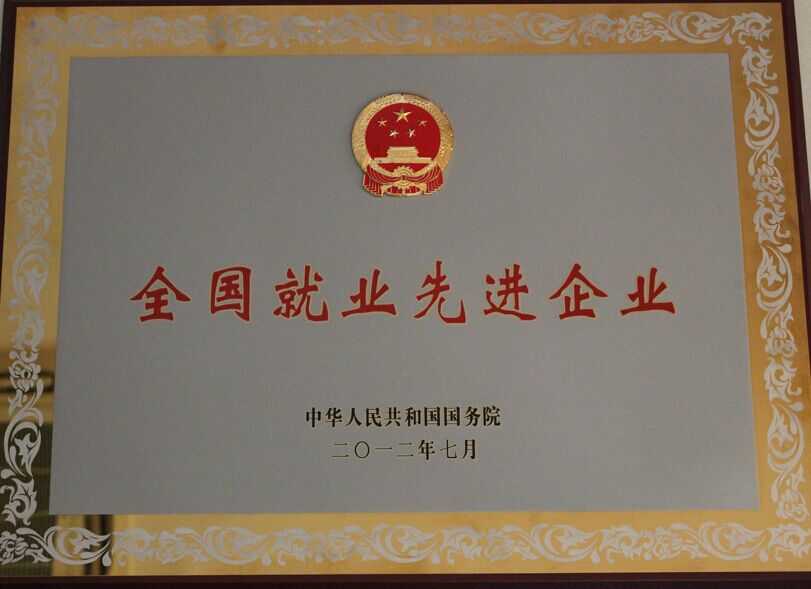 全国就业先进企业
中华人民共和国国务院
二〇一二年七月